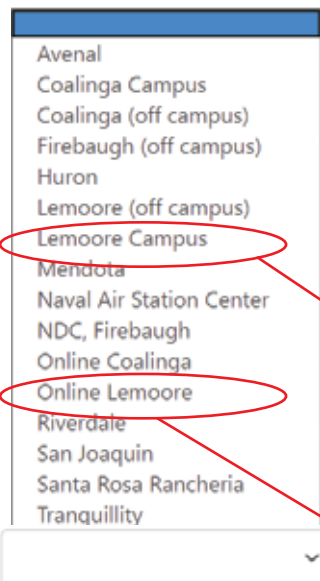 Avenal
Coalinga Campus
Coalinga (off campus)
Firebaugh (off campus)
Huron
Lemoore (off campus)
Lemoore Campus
Mendota
Naval Air Station Center
NDC, Firebaugh
Online Coalinga
Online Lemoore
Riverdale
San Joaquin
Santa Rosa Rancheria
Tranquillity